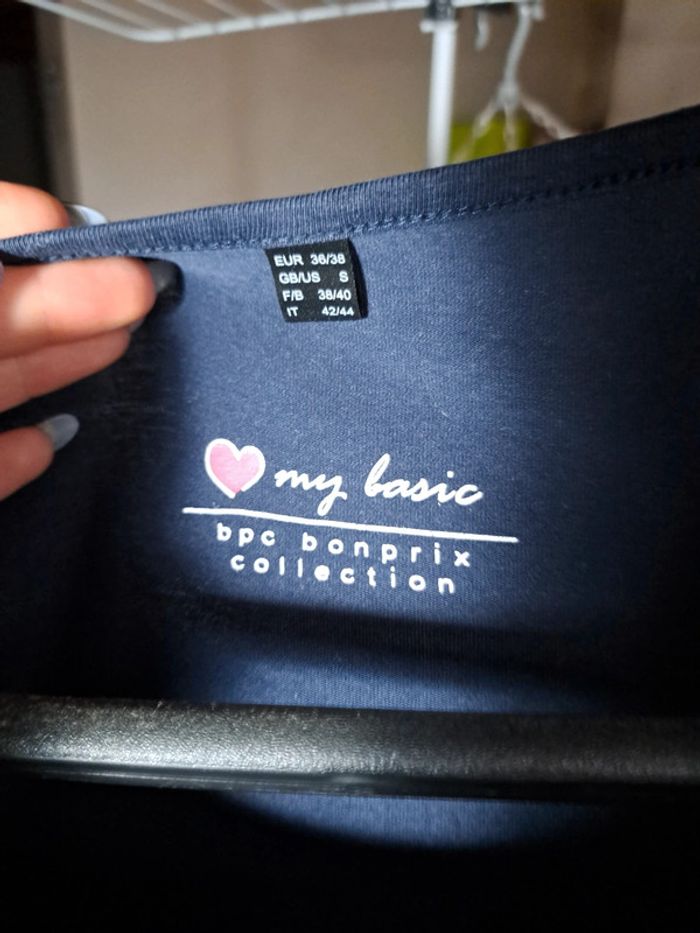 EUR 36/38
GB/US S
F/B 38/40
IT 42/44
my basic
bpc bonprix
collection